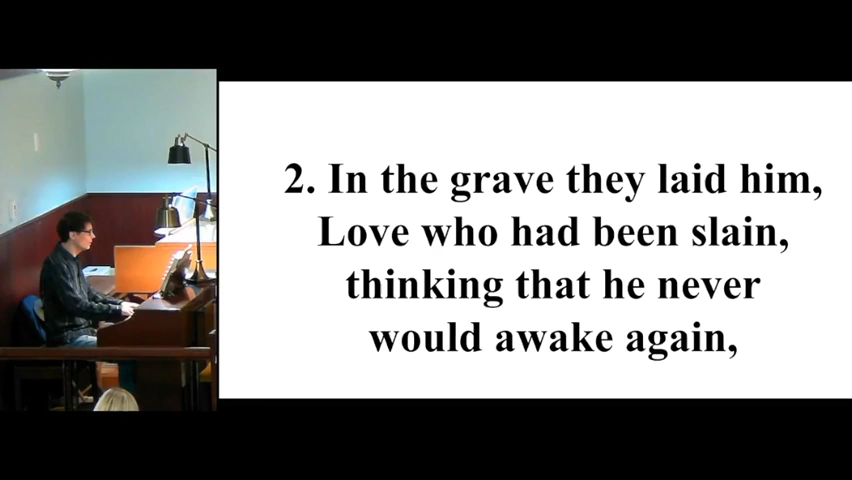 2. In the grave they laid him,
Love who had been slain,
thinking that he never
would awake again,